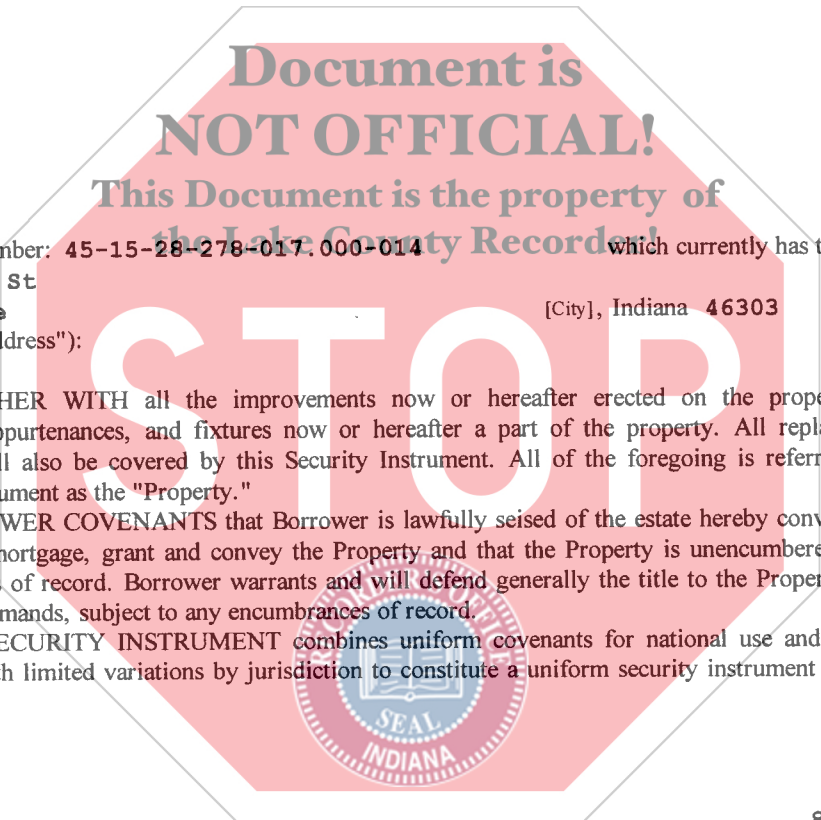 Document is
NOT OFFICIAL!
This Document is the property of
the Lake County Recorder!
nber: 45-15-28-278-017.000-014 which currently has t
St
e [City], Indiana 46303
ddress"):
HER WITH all the improvements now or hereafter erected on the prope
ppurtenances, and fixtures now or hereafter a part of the property. All repla
ll also be covered by this Security Instrument. All of the foregoing is referr
ument as the "Property."
WER COVENANTS that Borrower is lawfully seised of the estate hereby conv
nortgage, grant and convey the Property and that the Property is unencumbere
s of record. Borrower warrants and will defend generally the title to the Proper
mands, subject to any encumbrances of record.
ECURITY INSTRUMENT combines uniform covenants for national use and
th limited variations by jurisdiction to constitute a uniform security instrument
STOP
RECORDER'S OFFICE
SEAL
INDIANA